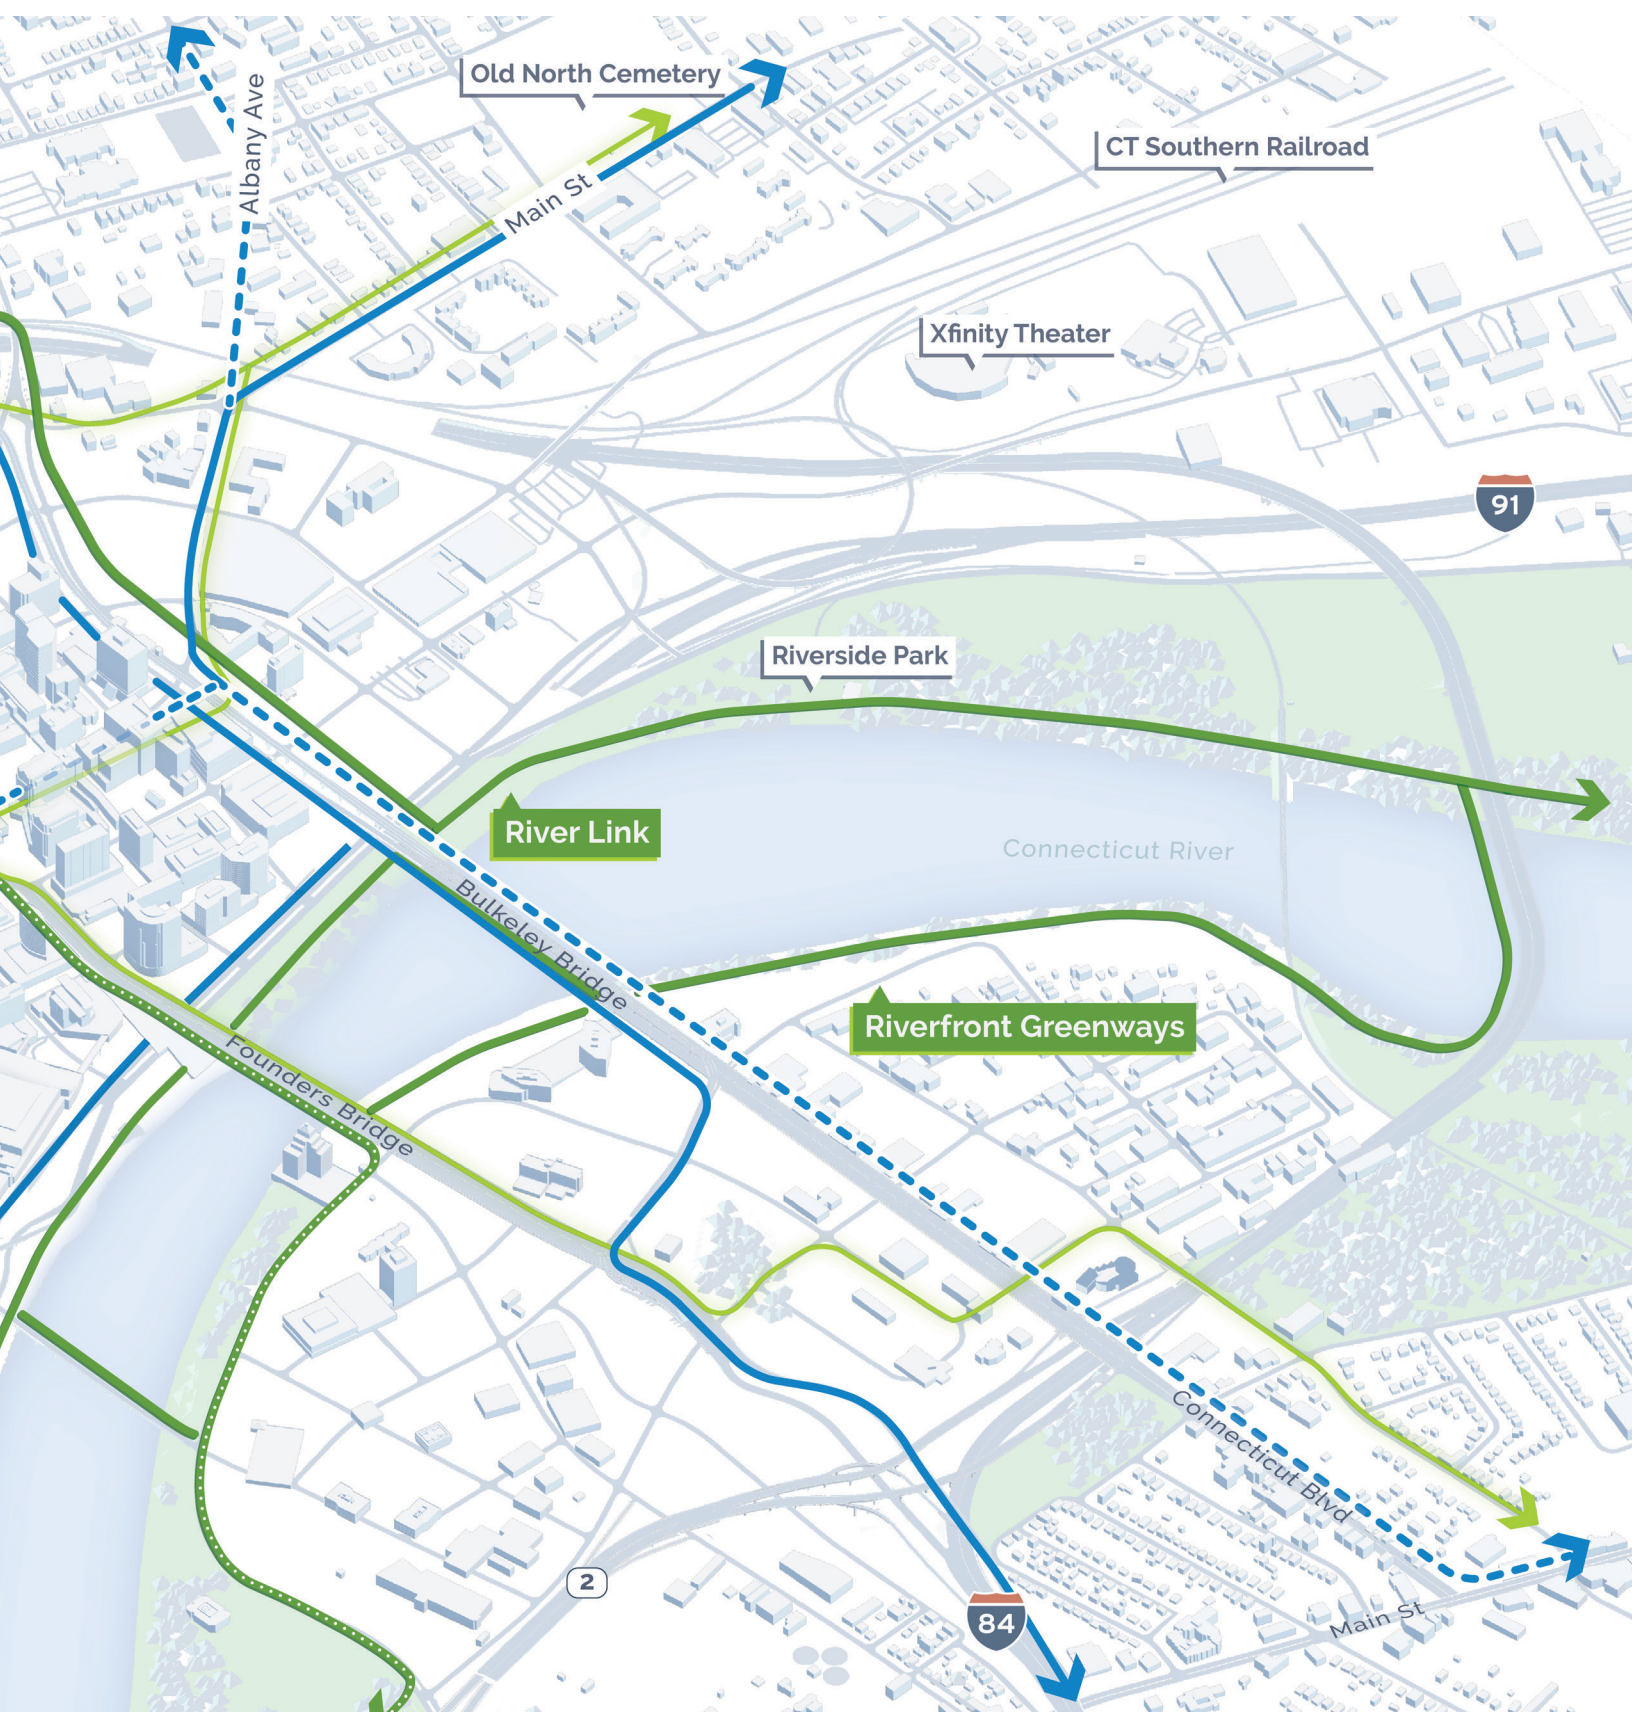 Old North Cemetery
Albany Ave
CT Southern Railroad
Main St
Xfinity Theater
91
Riverside Park
River Link
Connecticut River
Bulkeley Bridge
Riverfront Greenways
Founders Bridge
Connecticut Blvd
2
84
Main St